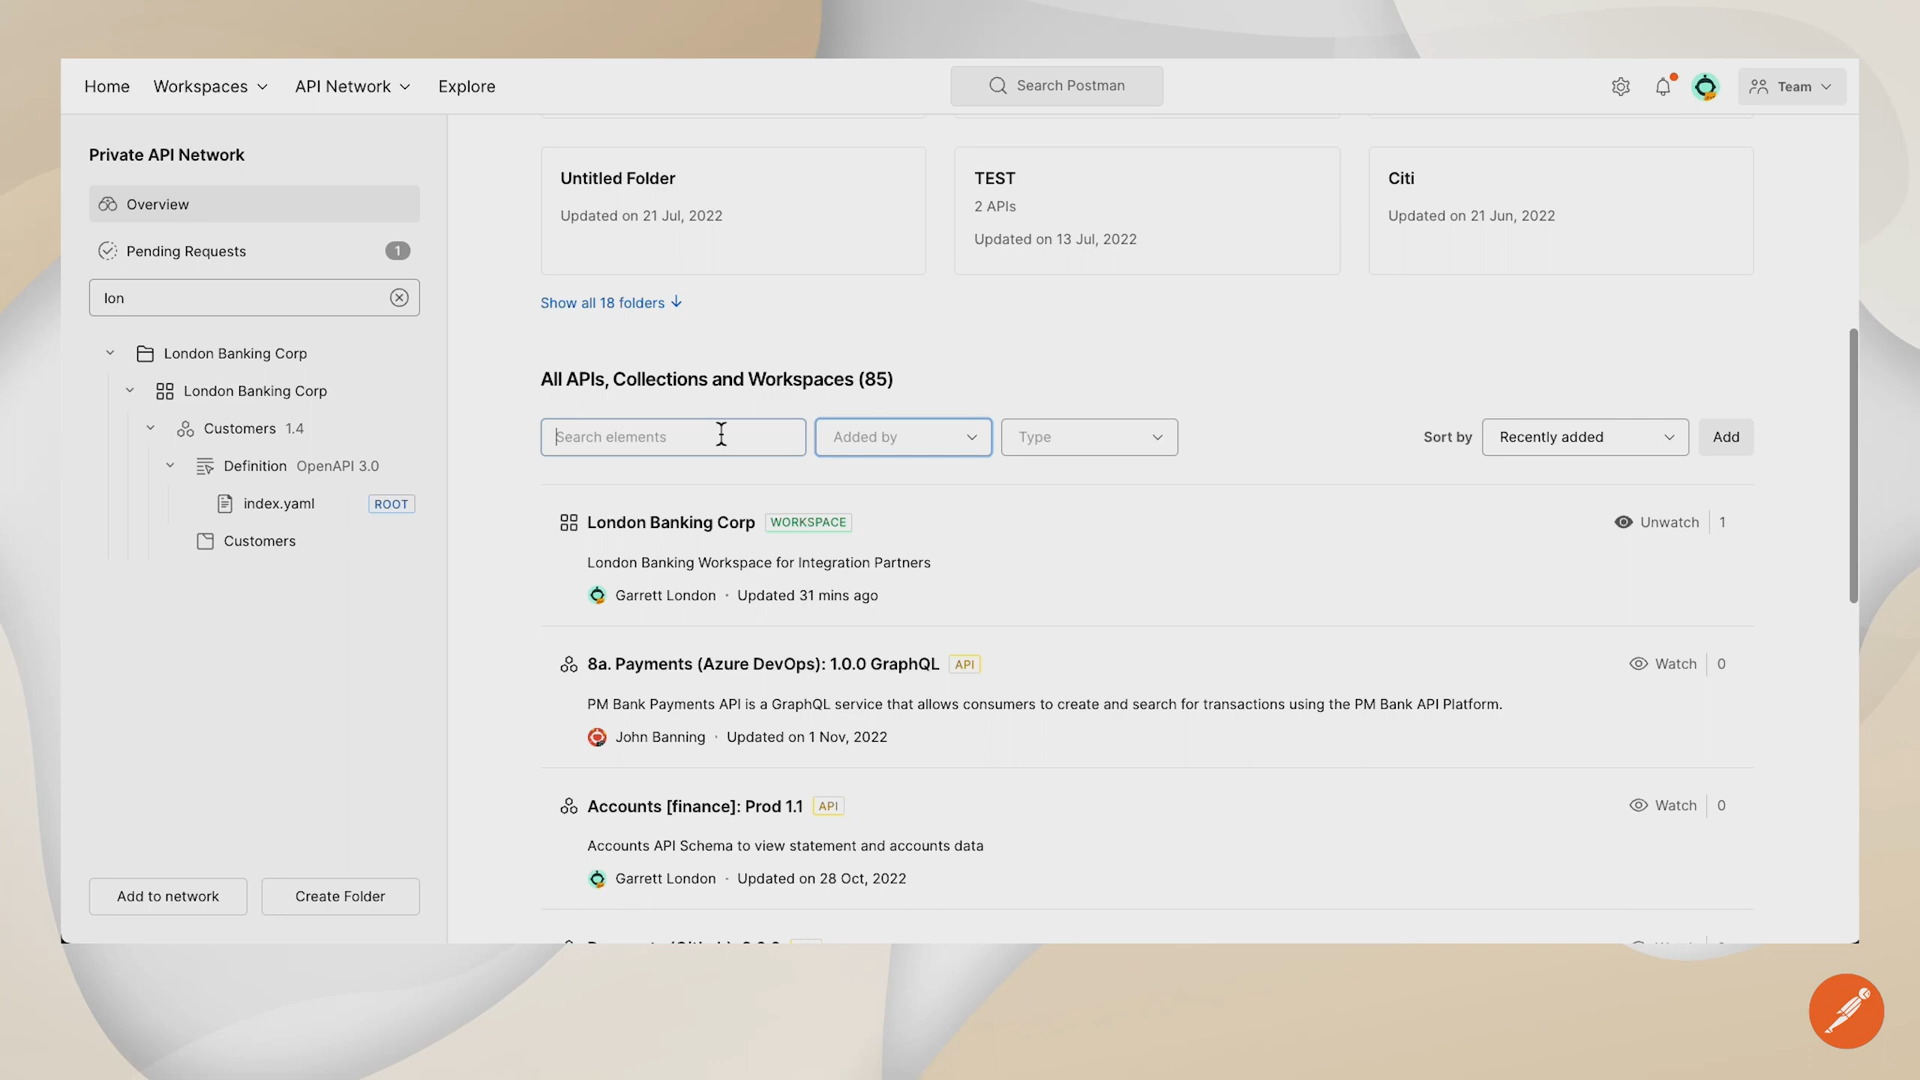 Home
Workspaces
API Network
Explore
Search Postman
Team
Private API Network
Overview
Pending Requests
1
lon
London Banking Corp
London Banking Corp
Customers 1.4
Definition OpenAPI 3.0
index.yaml ROOT
Customers
Add to network
Create Folder
Untitled Folder
Updated on 21 Jul, 2022
TEST
2 APIs
Updated on 13 Jul, 2022
Citi
Updated on 21 Jun, 2022
Show all 18 folders
All APIs, Collections and Workspaces (85)
Search elements
Added by
Type
Sort by
Recently added
Add
London Banking Corp WORKSPACE
Unwatch 1
London Banking Workspace for Integration Partners
Garrett London · Updated 31 mins ago
8a. Payments (Azure DevOps): 1.0.0 GraphQL API
Watch 0
PM Bank Payments API is a GraphQL service that allows consumers to create and search for transactions using the PM Bank API Platform.
John Banning · Updated on 1 Nov, 2022
Accounts [finance]: Prod 1.1 API
Watch 0
Accounts API Schema to view statement and accounts data
Garrett London · Updated on 28 Oct, 2022